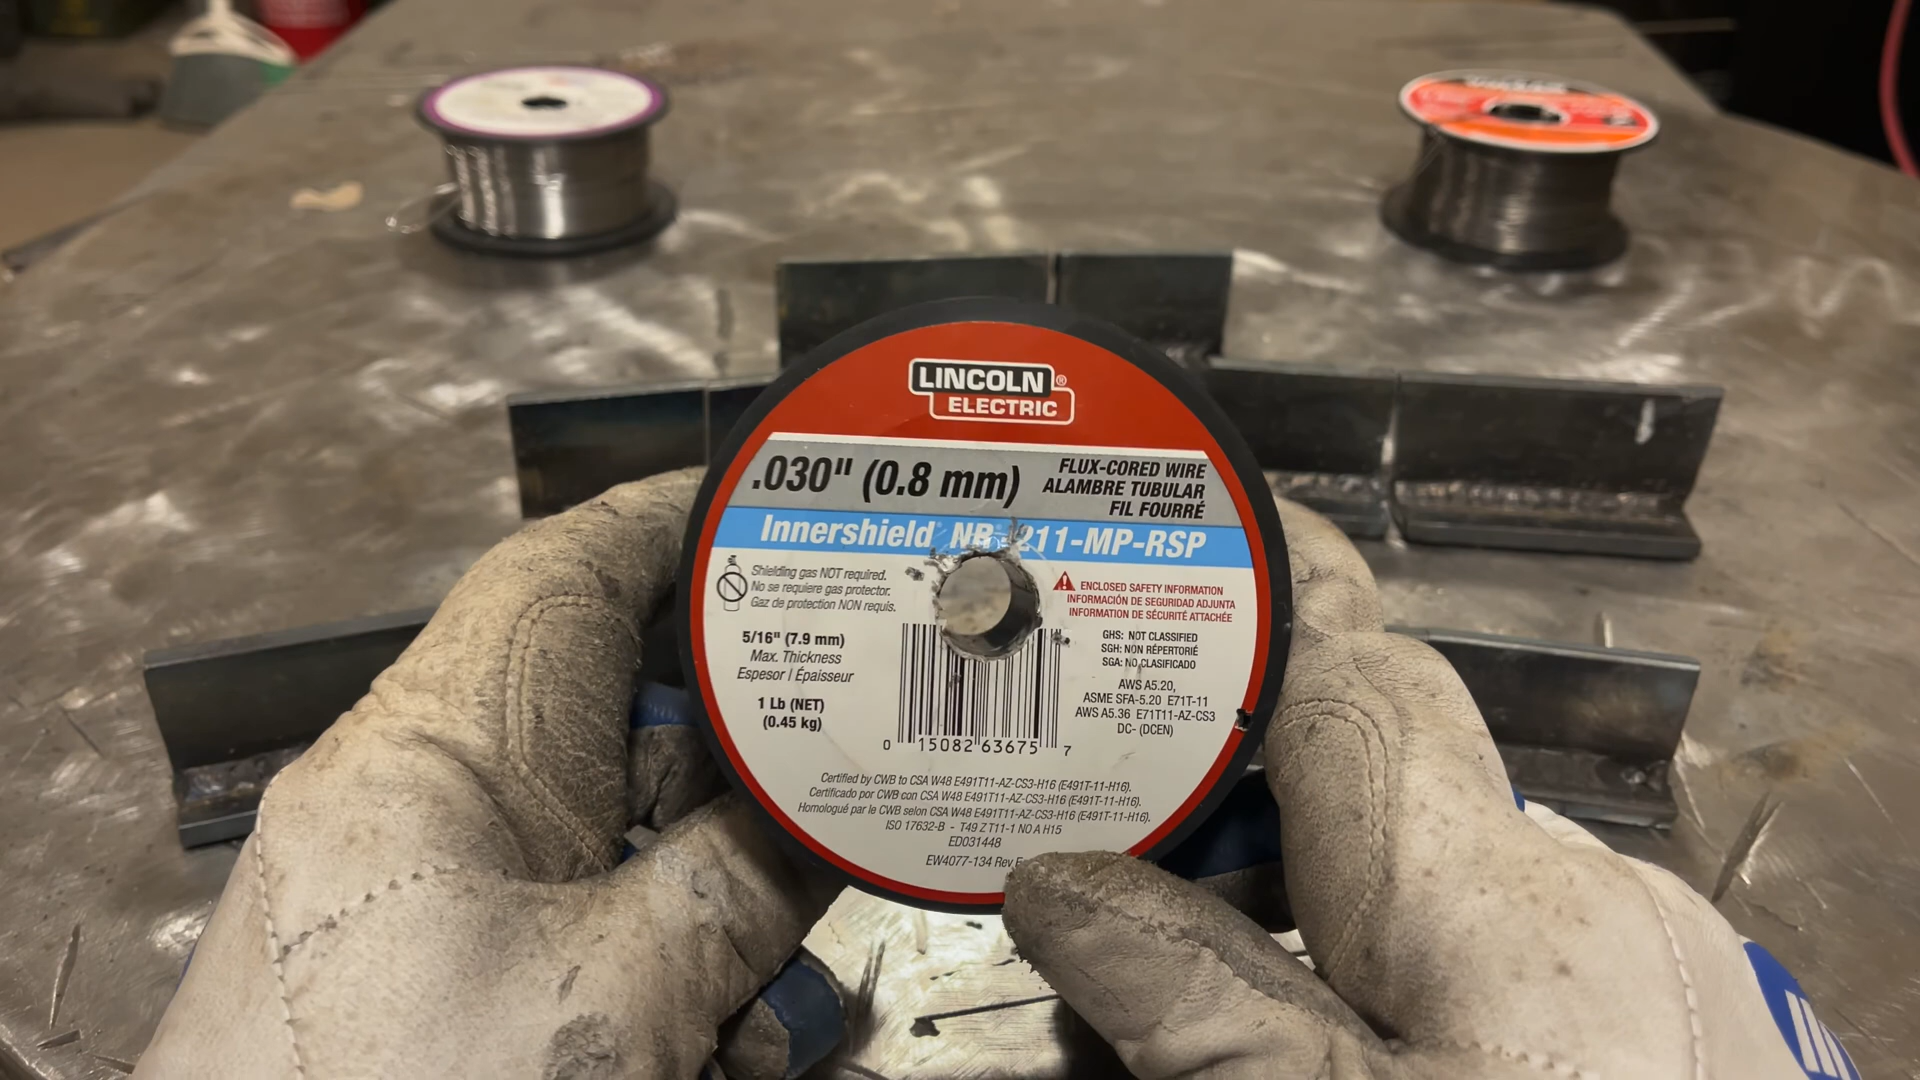 LINCOLN ®
ELECTRIC
.030" (0.8 mm)
FLUX-CORED WIRE
ALAMBRE TUBULAR
FIL FOURRÉ
Innershield NR-211-MP-RSP
Shielding gas NOT required.
No se requiere gas protector.
Gaz de protection NON requis.
ENCLOSED SAFETY INFORMATION
INFORMACIÓN DE SEGURIDAD ADJUNTA
INFORMATION DE SÉCURITÉ ATTACHÉE
5/16" (7.9 mm)
Max. Thickness
Espesor / Épaisseur
1 Lb (NET)
(0.45 kg)
GHS: NOT CLASSIFIED
SGH: NON RÉPERTORIÉ
SGA: NO CLASIFICADO
AWS A5.20,
ASME SFA-5.20 E71T-11
AWS A5.36 E71T11-AZ-CS3
DC- (DCEN)
0 15082 63675 7
Certified by CWB to CSA W48 E491T11-AZ-CS3-H16 (E491T-11-H16).
Certificado por CWB con CSA W48 E491T11-AZ-CS3-H16 (E491T-11-H16).
Homologué par le CWB selon CSA W48 E491T11-AZ-CS3-H16 (E491T-11-H16).
ISO 17632-B - T49 Z T11-1 NO A H15
ED031448
EW4077-134 Rev